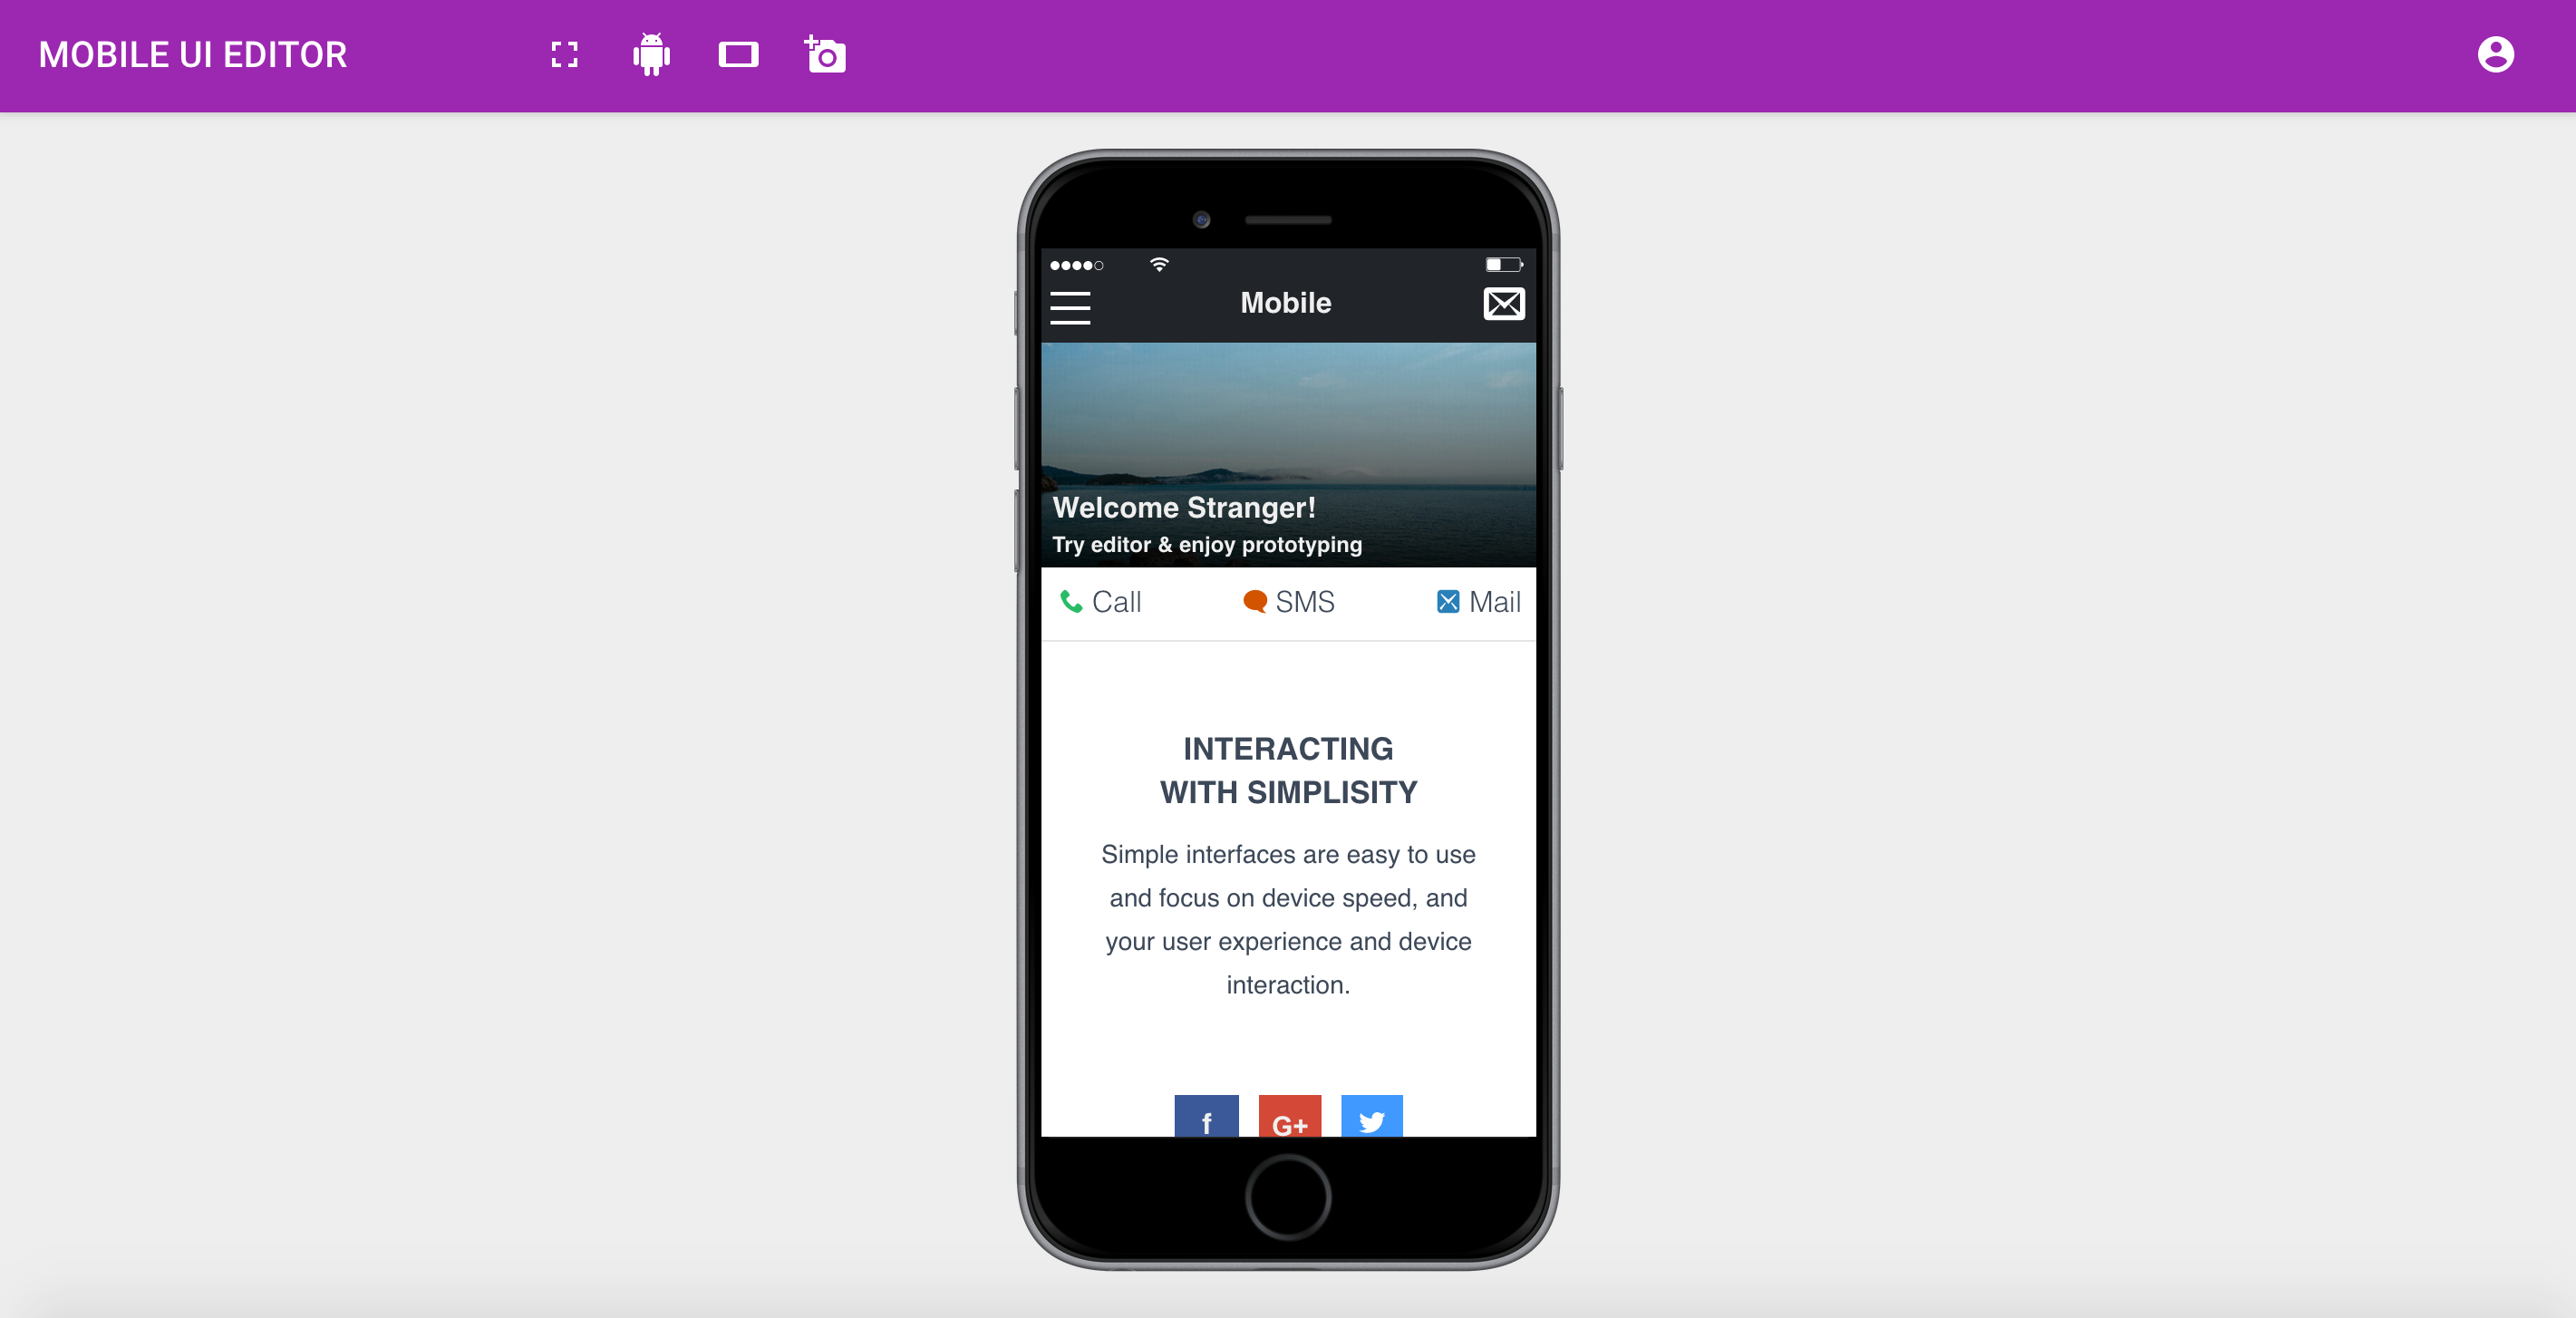 MOBILE UI EDITOR
Mobile
Welcome Stranger!
Try editor & enjoy prototyping
Call SMS Mail
INTERACTING
WITH SIMPLISITY
Simple interfaces are easy to use
and focus on device speed, and
your user experience and device
interaction.
f G+